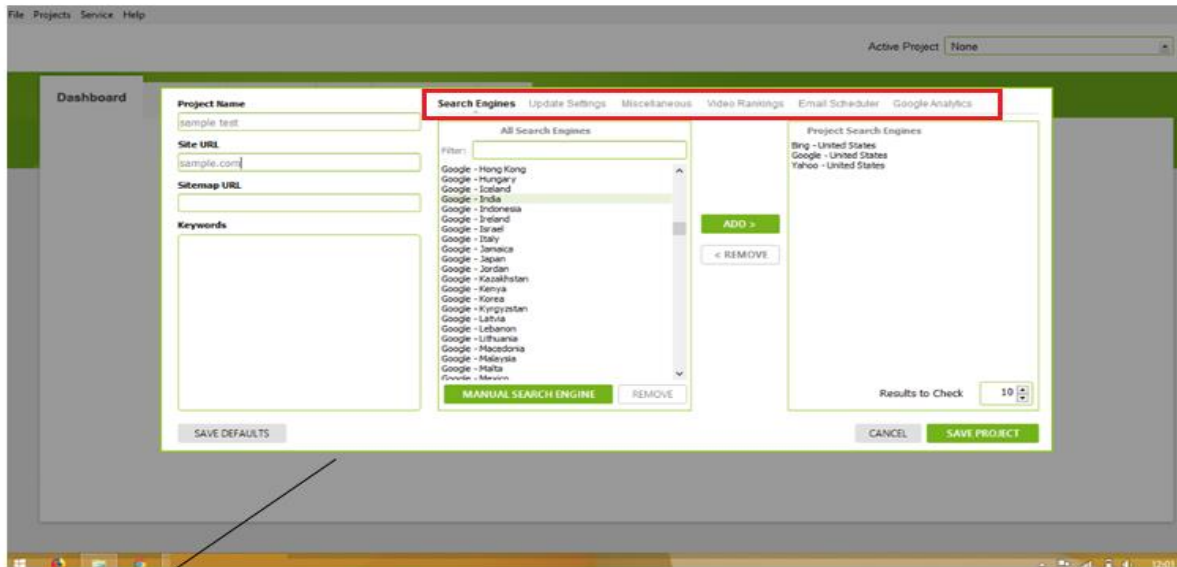 File Projects Service Help
Active Project None
Dashboard
Project Name
sample test
Site URL
sample.com
Sitemap URL
Keywords
Search Engines Update Settings Miscellaneous Video Rankings Email Scheduler Google Analytics
All Search Engines
Filter:
Google - Hong Kong
Google - Hungary
Google - Iceland
Google - India
Google - Indonesia
Google - Ireland
Google - Israel
Google - Italy
Google - Jamaica
Google - Japan
Google - Jordan
Google - Kazakhstan
Google - Kenya
Google - Korea
Google - Kyrgyzstan
Google - Latvia
Google - Lebanon
Google - Lithuania
Google - Macedonia
Google - Malaysia
Google - Malta
Google - Mexico
MANUAL SEARCH ENGINE REMOVE
ADD >
< REMOVE
Project Search Engines
Bing - United States
Google - United States
Yahoo - United States
Results to Check 10
SAVE DEFAULTS CANCEL SAVE PROJECT
12:01